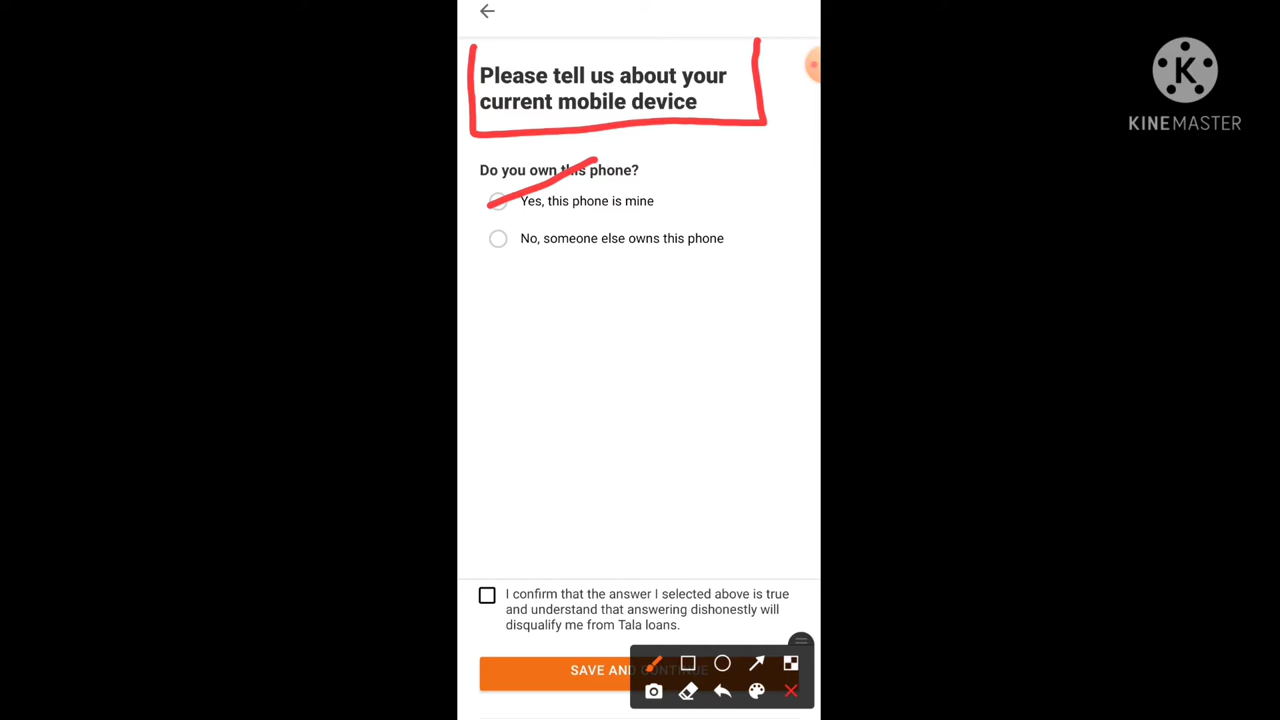 Please tell us about your
current mobile device
K
KINEMASTER
Do you own this phone?
Yes, this phone is mine
No, someone else owns this phone
I confirm that the answer I selected above is true
and understand that answering dishonestly will
disqualify me from Tala loans.
SAVE AND CONTINUE